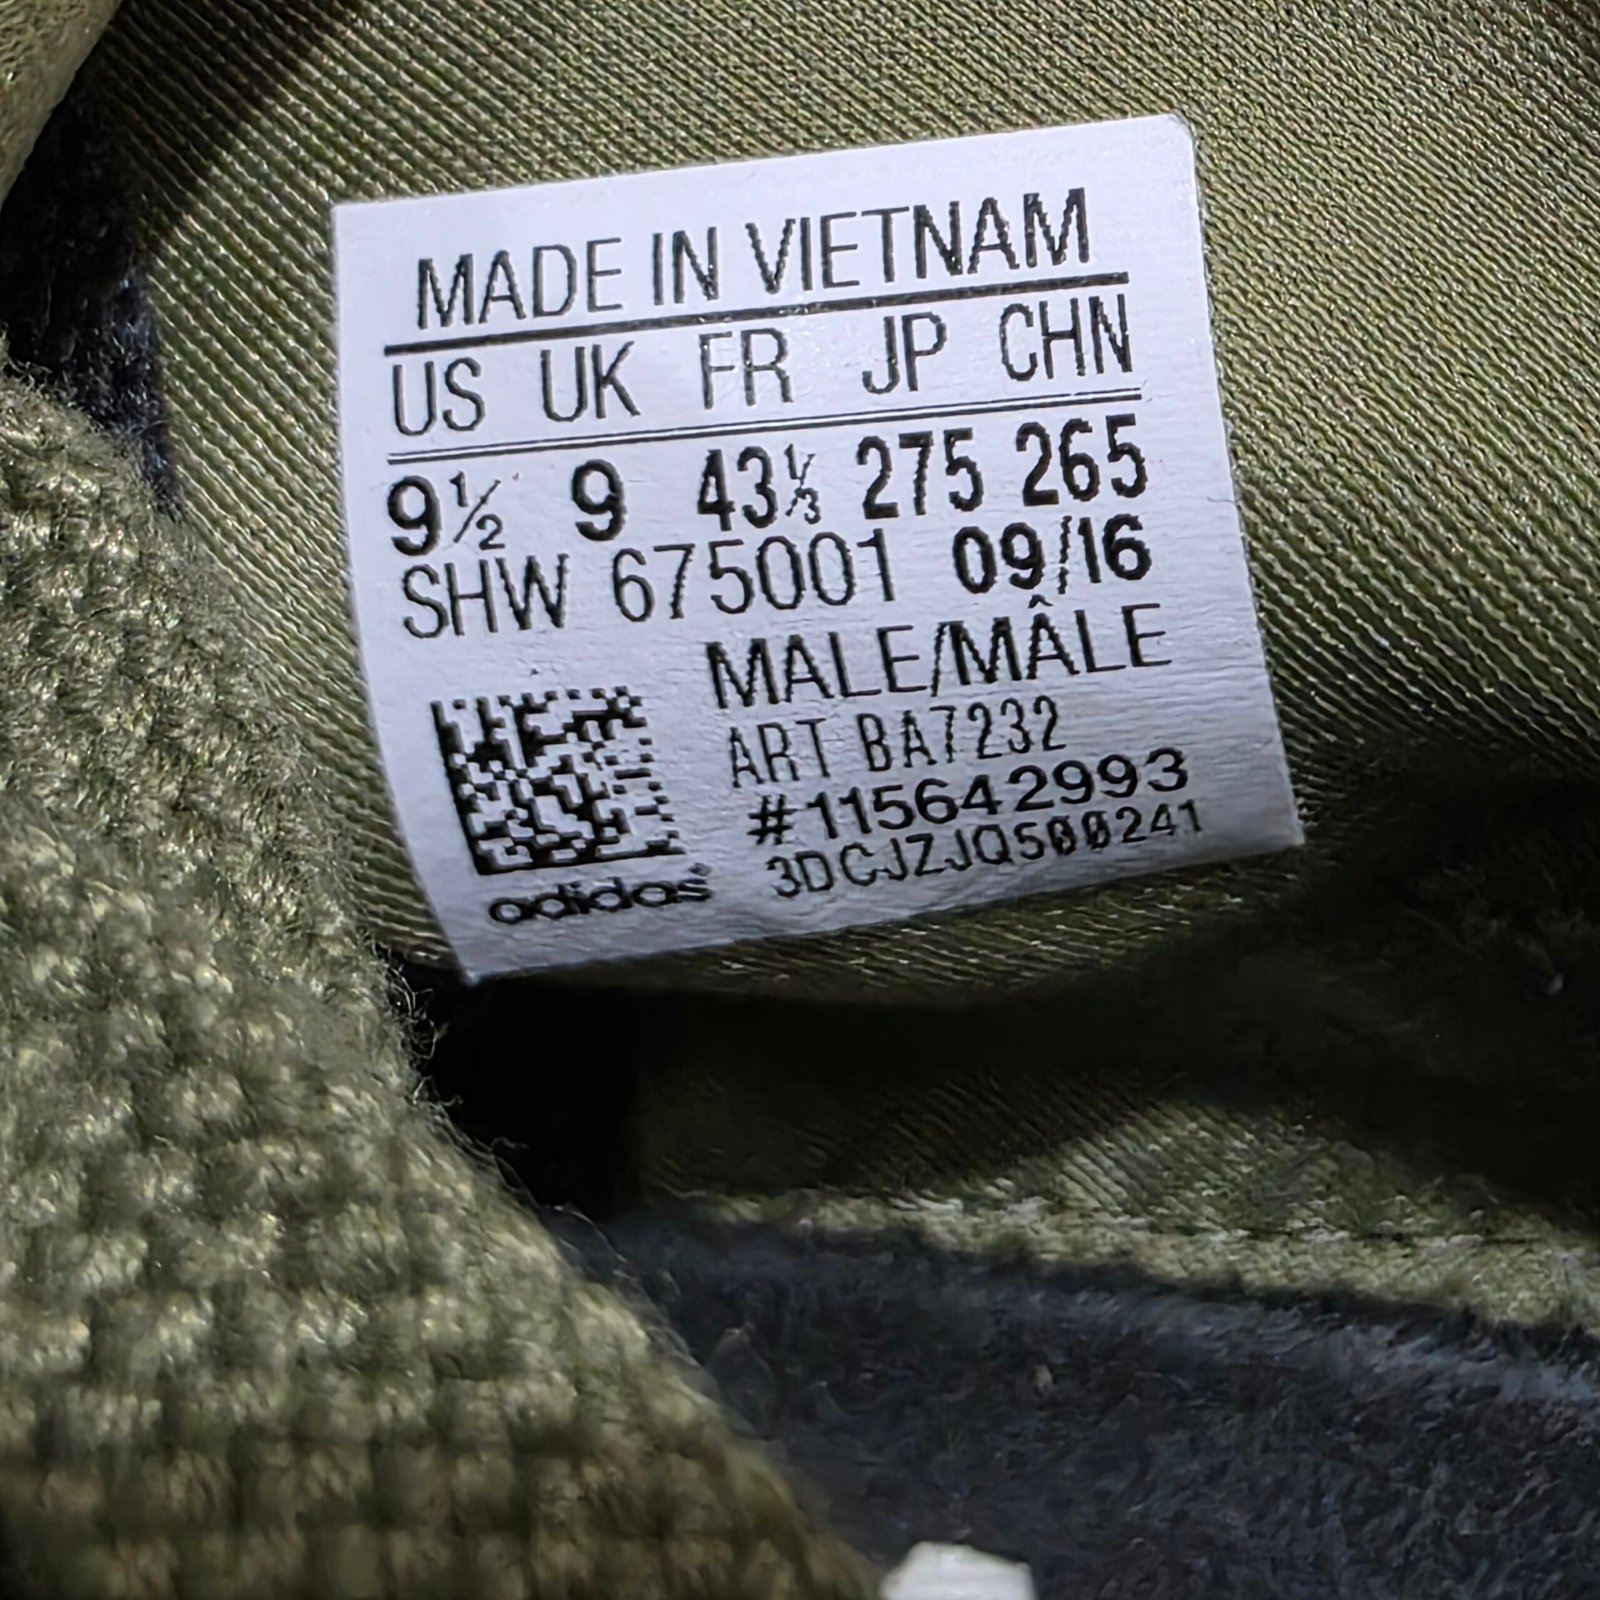 MADE IN VIETNAM
US UK FR JP CHN
9½ 9 43⅓ 275 265
SHW 675001 09/16
MALE/MÂLE
ART BA7232
#115642993
3DCJZJQ500241
adidas